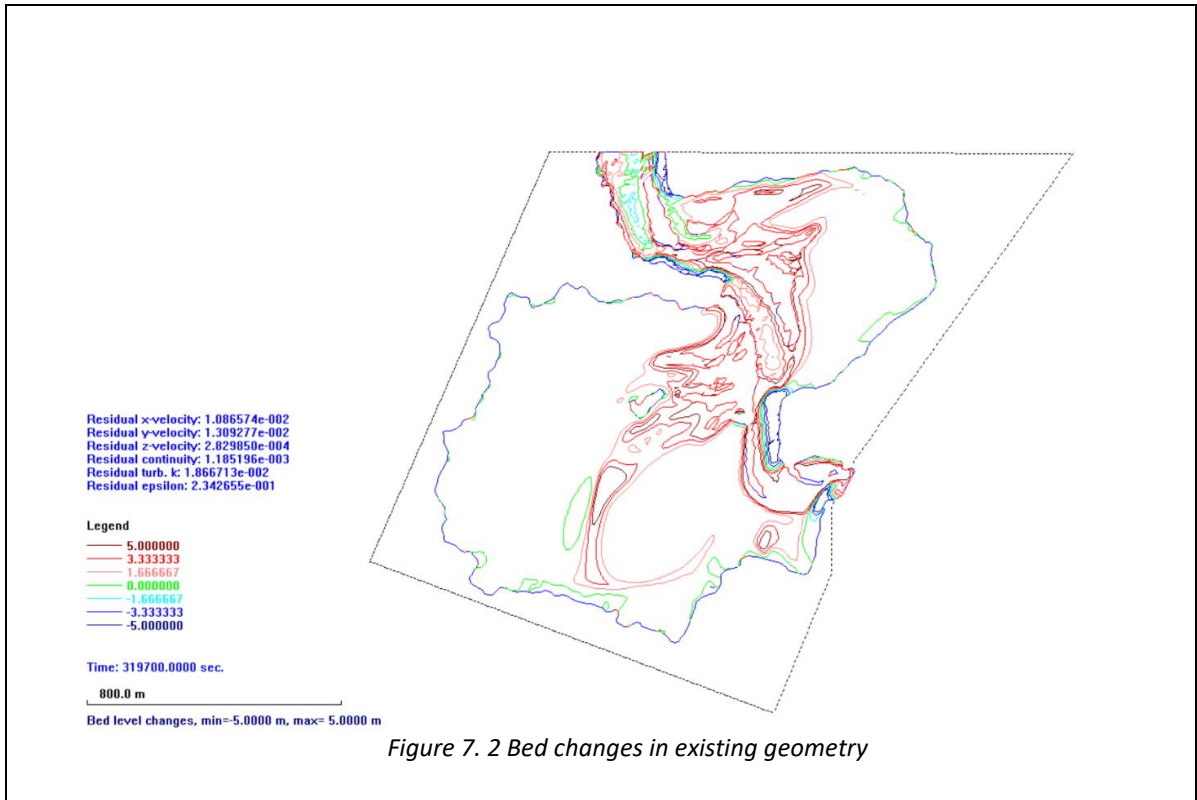 Residual x-velocity: 1.086574e-002
Residual y-velocity: 1.309277e-002
Residual z-velocity: 2.829850e-004
Residual continuity: 1.185196e-003
Residual turb. k: 1.866713e-002
Residual epsilon: 2.342655e-001
Legend
5.000000
3.333333
1.666667
0.000000
-1.666667
-3.333333
-5.000000
Time: 319700.0000 sec.
800.0 m
Bed level changes, min=-5.0000 m, max= 5.0000 m
Figure 7. 2 Bed changes in existing geometry